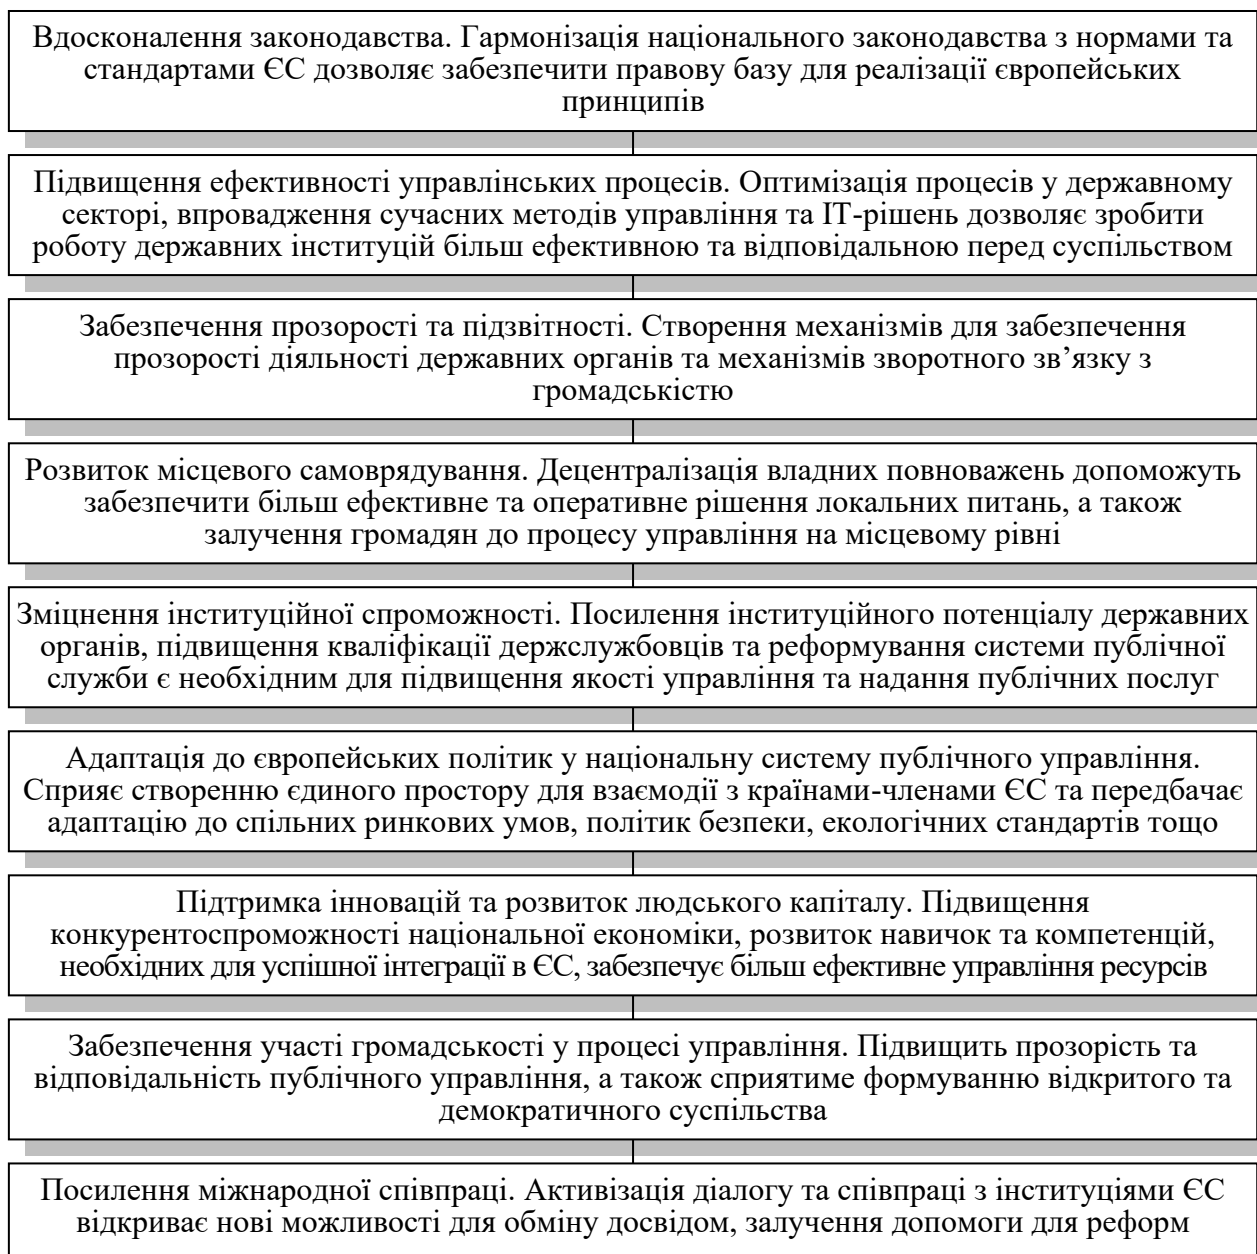 Вдосконалення законодавства. Гармонізація національного законодавства з нормами та
стандартами ЄС дозволяє забезпечити правову базу для реалізації європейських
принципів
Підвищення ефективності управлінських процесів. Оптимізація процесів у державному
секторі, впровадження сучасних методів управління та ІТ-рішень дозволяє зробити
роботу державних інституцій більш ефективною та відповідальною перед суспільством
Забезпечення прозорості та підзвітності. Створення механізмів для забезпечення
прозорості діяльності державних органів та механізмів зворотного зв’язку з
громадськістю
Розвиток місцевого самоврядування. Децентралізація владних повноважень допоможуть
забезпечити більш ефективне та оперативне рішення локальних питань, а також
залучення громадян до процесу управління на місцевому рівні
Зміцнення інституційної спроможності. Посилення інституційного потенціалу державних
органів, підвищення кваліфікації держслужбовців та реформування системи публічної
служби є необхідним для підвищення якості управління та надання публічних послуг
Адаптація до європейських політик у національну систему публічного управління.
Сприяє створенню єдиного простору для взаємодії з країнами-членами ЄС та передбачає
адаптацію до спільних ринкових умов, політик безпеки, екологічних стандартів тощо
Підтримка інновацій та розвиток людського капіталу. Підвищення
конкурентоспроможності національної економіки, розвиток навичок та компетенцій,
необхідних для успішної інтеграції в ЄС, забезпечує більш ефективне управління ресурсів
Забезпечення участі громадськості у процесі управління. Підвищить прозорість та
відповідальність публічного управління, а також сприятиме формуванню відкритого та
демократичного суспільства
Посилення міжнародної співпраці. Активізація діалогу та співпраці з інституціями ЄС
відкриває нові можливості для обміну досвідом, залучення допомоги для реформ